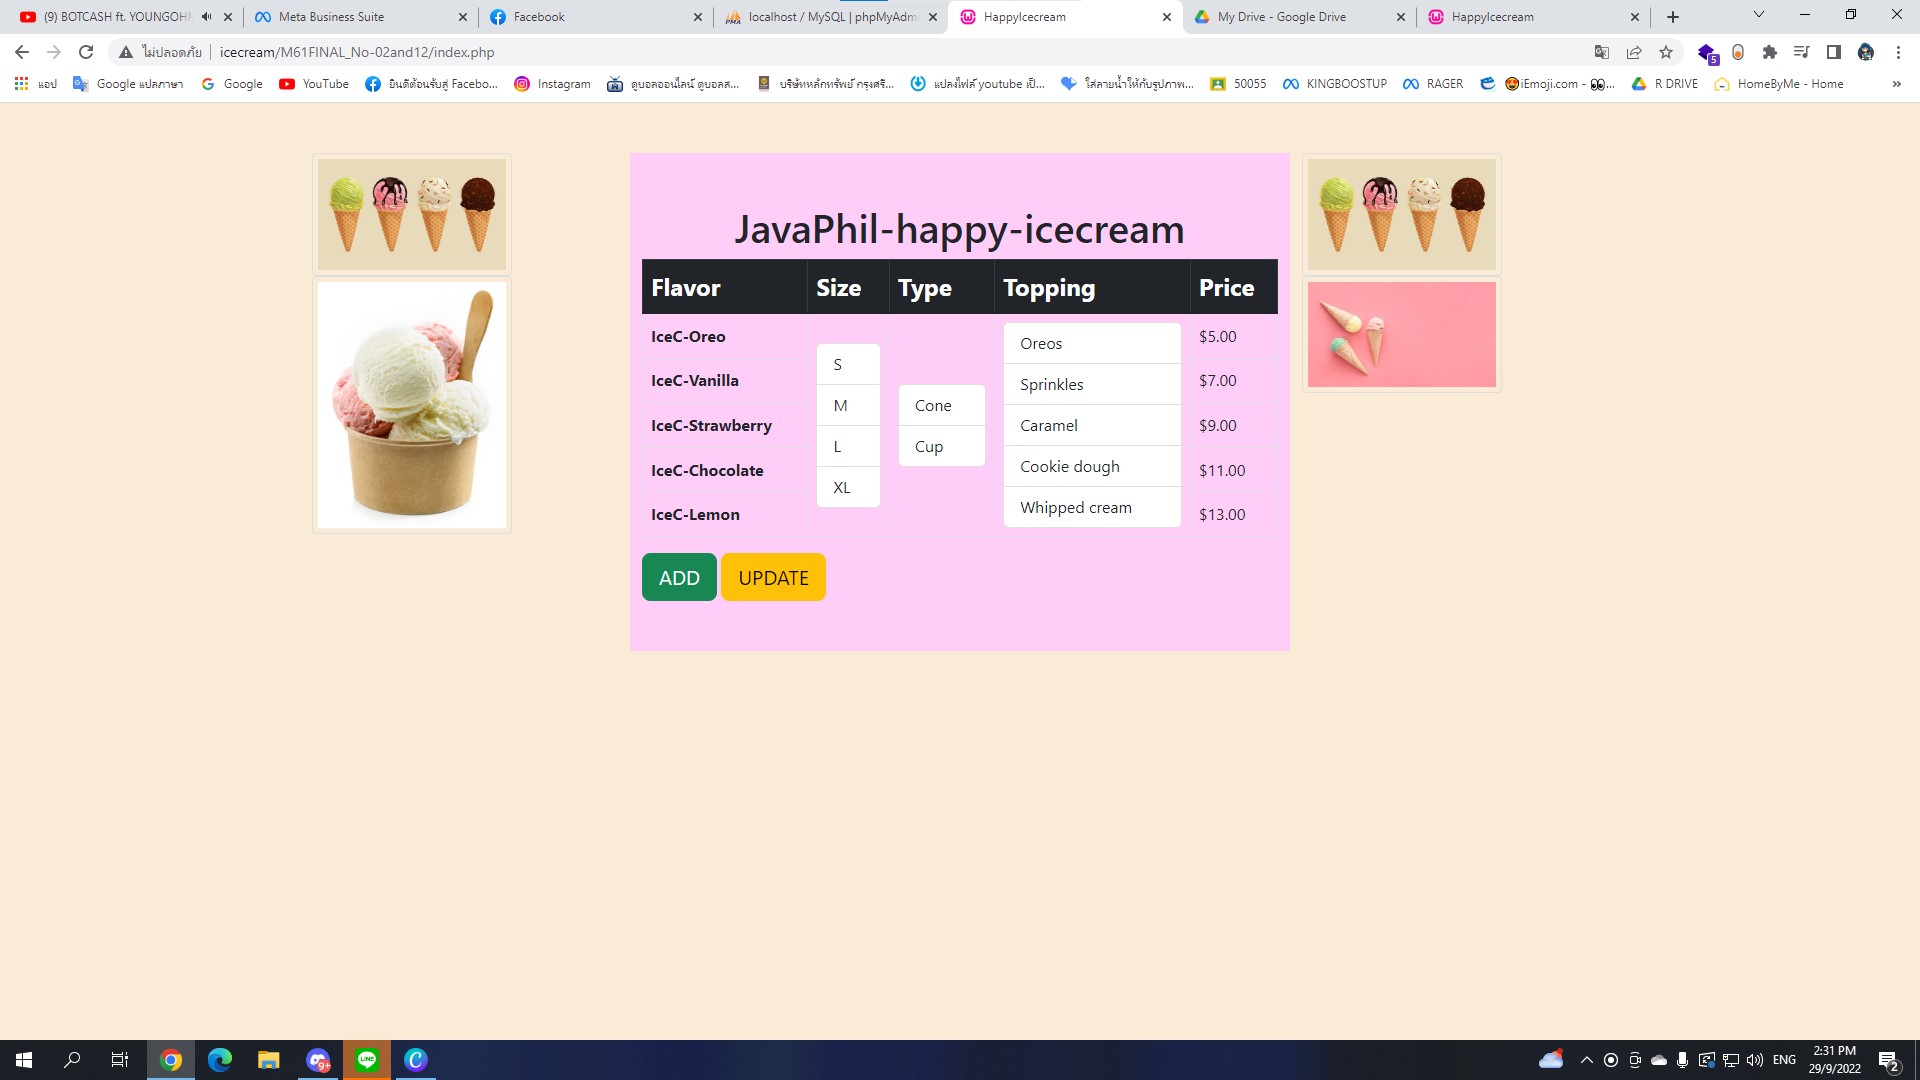 (9) BOTCASH ft. YOUNGOHM
Meta Business Suite
Facebook
localhost / MySQL | phpMyAdmi
HappyIcecream
My Drive - Google Drive
HappyIcecream
ไม่ปลอดภัย
icecream/M61FINAL_No-02and12/index.php
5
แอป
Google แปลภาษา
Google
YouTube
ยินดีต้อนรับสู่ Facebo...
Instagram
ดูบอลออนไลน์ ดูบอลส...
บริษัทหลักทรัพย์ กรุงศรี...
แปลงไฟล์ youtube เป็...
ใส่ลายน้ำให้กับรูปภาพ...
50055
KINGBOOSTUP
RAGER
😍iEmoji.com - 👀...
R DRIVE
HomeByMe - Home
»
JavaPhil-happy-icecream
Flavor Size Type Topping Price
IceC-Oreo
IceC-Vanilla
IceC-Strawberry
IceC-Chocolate
IceC-Lemon
S
M
L
XL
Cone
Cup
Oreos
Sprinkles
Caramel
Cookie dough
Whipped cream
$5.00
$7.00
$9.00
$11.00
$13.00
ADD
UPDATE
9+
LINE
ENG
2:31 PM
29/9/2022
2